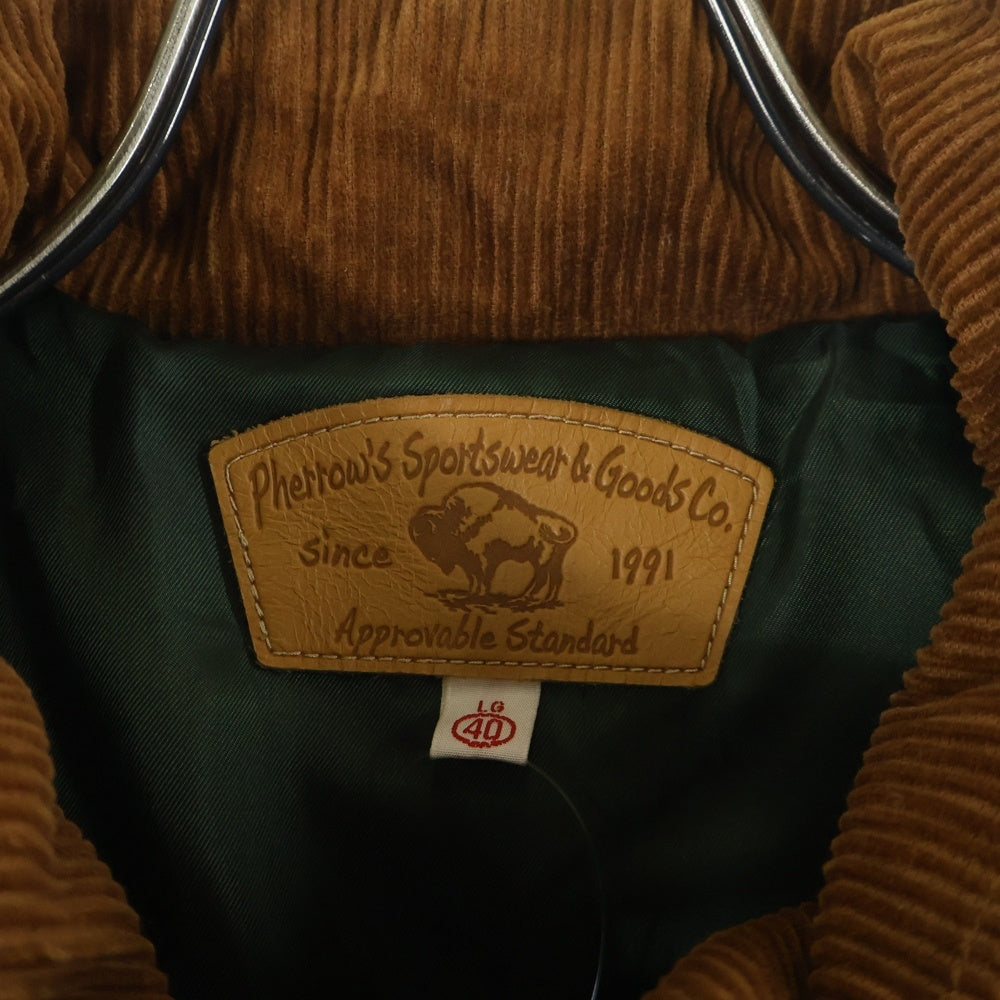 Pherrow's Sportswear & Goods Co.
since 1991
Approvable Standard
LG
40